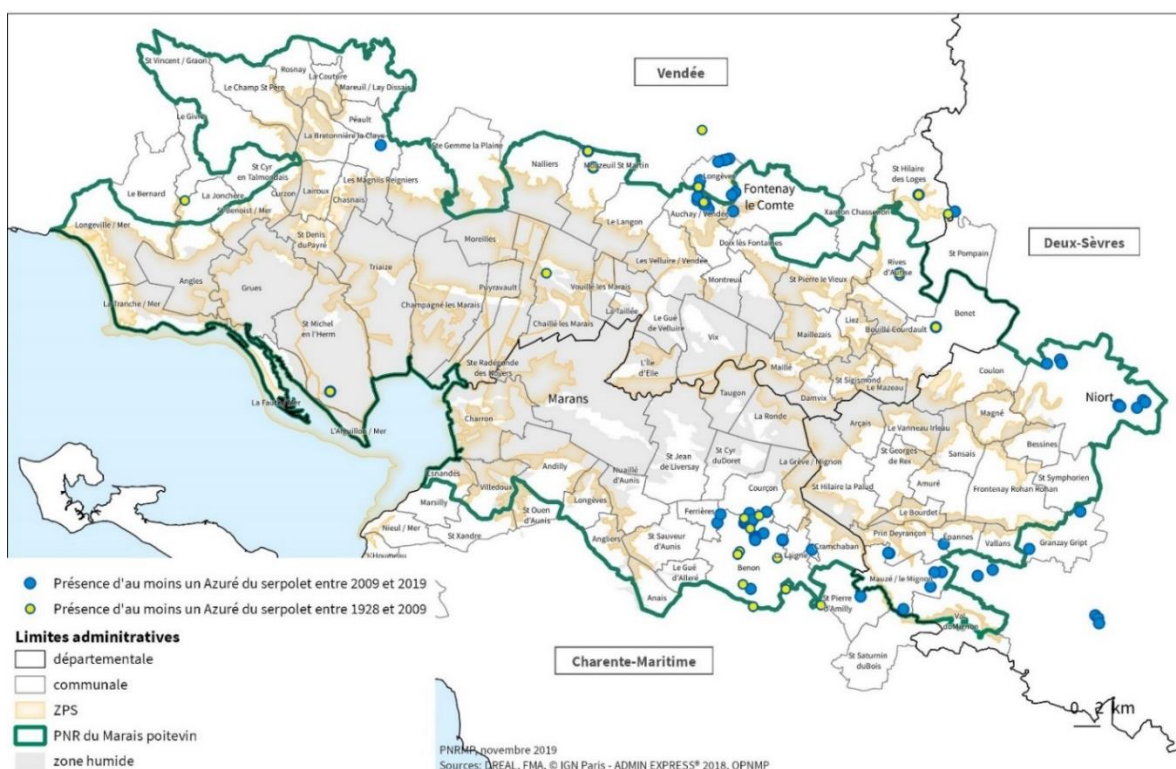 Vendée
St Vincent / Graon
Rosnay
La Couture
Le Champ St Père
Mareuil / Lay Dissais
Péault
Le Givre
La Bretonnière la Claye
Ste Gemme la Plaine
St Cyr
en Talmondais
Nalliers
Mouzeuil St Martin
Longèves
St Hilaire
des Loges
Le Bernard
La Jonchère
Curzon
Lairoux
Les Magnils Reigniers
Chasnais
Fontenay
le Comte
Auchay / Vendée
Xanton Chassenon
Longeville / Mer
St Benoist / Mer
Le Langon
Deux-Sèvres
St Denis
du Payré
Moreilles
Doix lès Fontaines
St Pompain
Les Velluire / Vendée
Rives
d'Autise
Triaize
Angles
Grues
Puyravault
Vouillé les Marais
Montreuil
St Pierre le Vieux
La Tranche / Mer
Champagné les Marais
La Taillée
Liez
Benet
St Michel
en l'Herm
Chaillé les Marais
Le Gué
de Velluire
Vix
Maillezais
Bouillé Courdault
Ste Radégonde
des Noyers
L'Île
d'Elle
Maillé
St Sigismond
Coulon
Le Mazeau
Damvix
Niort
La Faute / Mer
Marans
Taugon
Magné
Charron
La Ronde
Arçais
Le Vanneau Irleau
L'Aiguillon / Mer
Bessines
St Georges
de Rex
Sansais
St Jean
de Liversay
St Cyr
du Doret
La Grève / Mignon
Andilly
Nuaillé
d'Aunis
Esnandes
Villedoux
St Hilaire la Palud
Amuré
St Symphorien
Frontenay Rohan Rohan
Courçon
Longèves
Marsilly
St Ouen
d'Aunis
Ferrières
Le Bourdet
Nieul / Mer
St Xandre
Angliers
St Sauveur
d'Aunis
Prin Deyrançon
Épannes
Vallans
Granzay Gript
La Laigne
Cramchaban
L'Houmeau
Le Gué
d'Alleré
Benon
Mauzé / le Mignon
Anais
St Pierre
d'Amilly
Val
du Mignon
St Saturnin
du Bois
Charente-Maritime
Présence d'au moins un Azuré du serpolet entre 2009 et 2019
Présence d'au moins un Azuré du serpolet entre 1928 et 2009
Limites adminitratives
départementale
communale
ZPS
PNR du Marais poitevin
zone humide
0 2 km
PNRMP, novembre 2019
Sources: DREAL, FMA, © IGN Paris - ADMIN EXPRESS® 2018, OPNMP